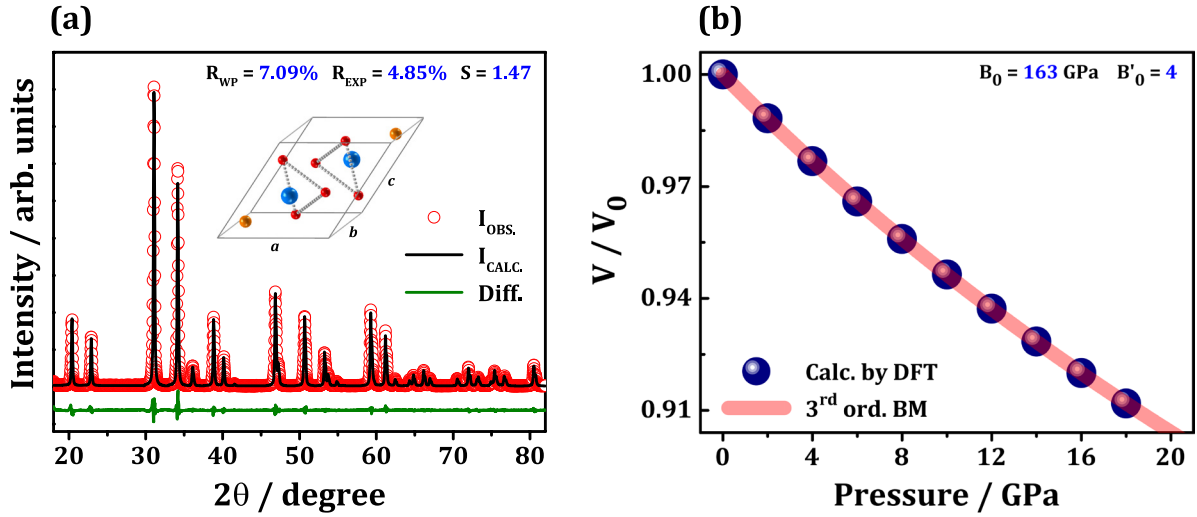 (a)
R_WP = 7.09% R_EXP = 4.85% S = 1.47
a
b
c
I_OBS.
I_CALC.
Diff.
Intensity / arb. units
20 30 40 50 60 70 80
2θ / degree
(b)
B_0 = 163 GPa B'_0 = 4
1.00
0.97
0.94
0.91
V / V_0
Calc. by DFT
3^rd ord. BM
0 4 8 12 16 20
Pressure / GPa